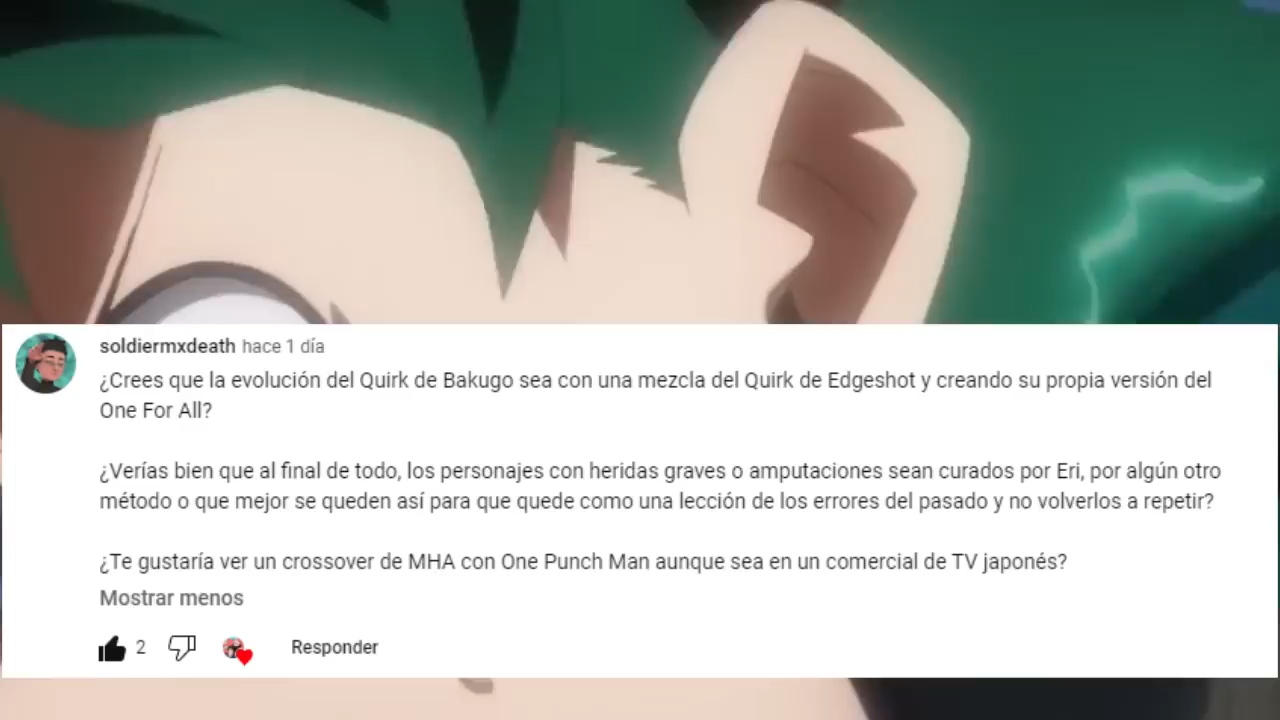 soldiermxdeath hace 1 día
¿Crees que la evolución del Quirk de Bakugo sea con una mezcla del Quirk de Edgeshot y creando su propia versión del
One For All?
¿Verías bien que al final de todo, los personajes con heridas graves o amputaciones sean curados por Eri, por algún otro
método o que mejor se queden así para que quede como una lección de los errores del pasado y no volverlos a repetir?
¿Te gustaría ver un crossover de MHA con One Punch Man aunque sea en un comercial de TV japonés?
Mostrar menos
2 Responder